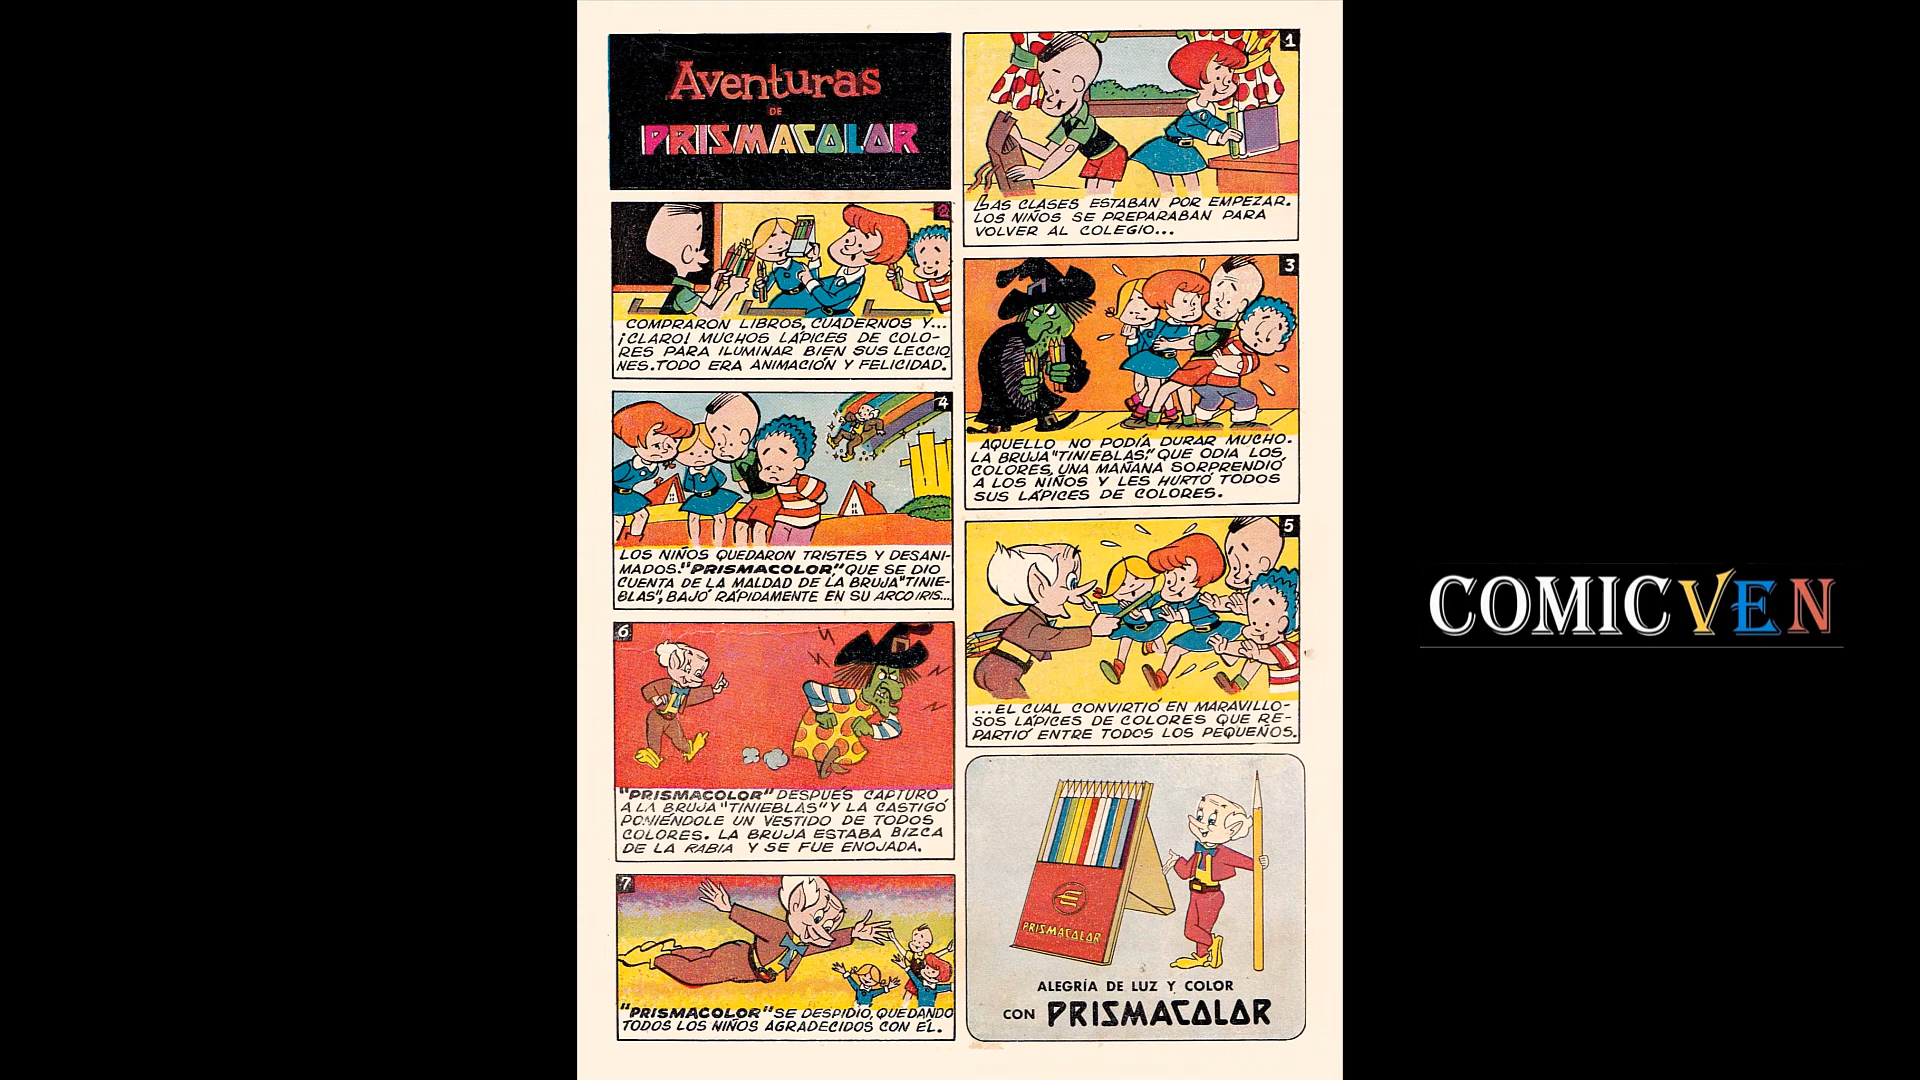 Aventuras
DE
PRISMACOLOR
1
LAS CLASES ESTABAN POR EMPEZAR.
LOS NIÑOS SE PREPARABAN PARA
VOLVER AL COLEGIO...
2
COMPRARON LIBROS, CUADERNOS Y...
¡CLARO! MUCHOS LÁPICES DE COLO-
RES PARA ILUMINAR BIEN SUS LECCIO
NES. TODO ERA ANIMACIÓN Y FELICIDAD.
3
AQUELLO NO PODÍA DURAR MUCHO.
LA BRUJA "TINIEBLAS" QUE ODIA LOS
COLORES, UNA MAÑANA SORPRENDIÓ
A LOS NIÑOS Y LES HURTÓ TODOS
SUS LÁPICES DE COLORES.
4
LOS NIÑOS QUEDARON TRISTES Y DESANI-
MADOS. "PRISMACOLOR" QUE SE DIO
CUENTA DE LA MALDAD DE LA BRUJA "TINIE-
BLAS", BAJÓ RÁPIDAMENTE EN SU ARCO IRIS...
5
...EL CUAL CONVIRTIÓ EN MARAVILLO-
SOS LÁPICES DE COLORES QUE RE-
PARTIÓ ENTRE TODOS LOS PEQUEÑOS.
6
"PRISMACOLOR" DESPUÉS CAPTURÓ
A LA BRUJA "TINIEBLAS" Y LA CASTIGÓ
PONIÉNDOLE UN VESTIDO DE TODOS
COLORES. LA BRUJA ESTABA BIZCA
DE LA RABIA Y SE FUE ENOJADA.
7
"PRISMACOLOR" SE DESPIDIÓ, QUEDANDO
TODOS LOS NIÑOS AGRADECIDOS CON ÉL.
PRISMACOLOR
ALEGRÍA DE LUZ Y COLOR
CON PRISMACOLOR
COMICVEN